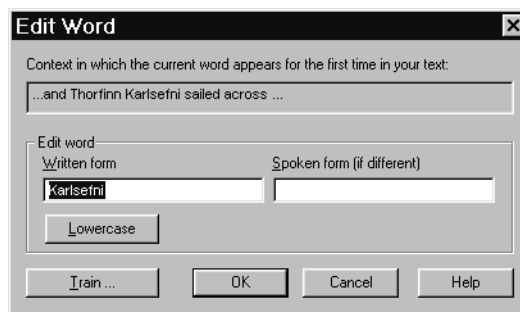 Edit Word
Context in which the current word appears for the first time in your text:
...and Thorfinn Karlsefni sailed across ...
Edit word
Written form Spoken form (if different)
Karlsefni
Lowercase
Train ... OK Cancel Help